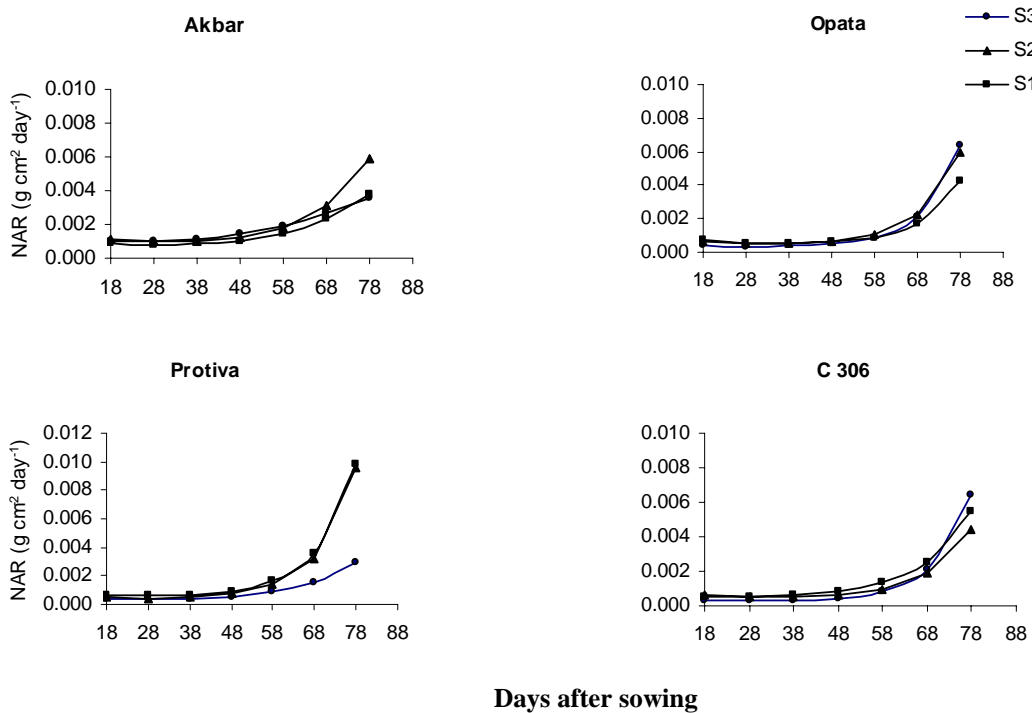 Akbar
NAR (g cm² day⁻¹)
0.010
0.008
0.006
0.004
0.002
0.000
18 28 38 48 58 68 78 88
Opata
S3
S2
S1
0.010
0.008
0.006
0.004
0.002
0.000
18 28 38 48 58 68 78 88
Protiva
NAR (g cm² day⁻¹)
0.012
0.010
0.008
0.006
0.004
0.002
0.000
18 28 38 48 58 68 78 88
C 306
0.010
0.008
0.006
0.004
0.002
0.000
18 28 38 48 58 68 78 88
Days after sowing